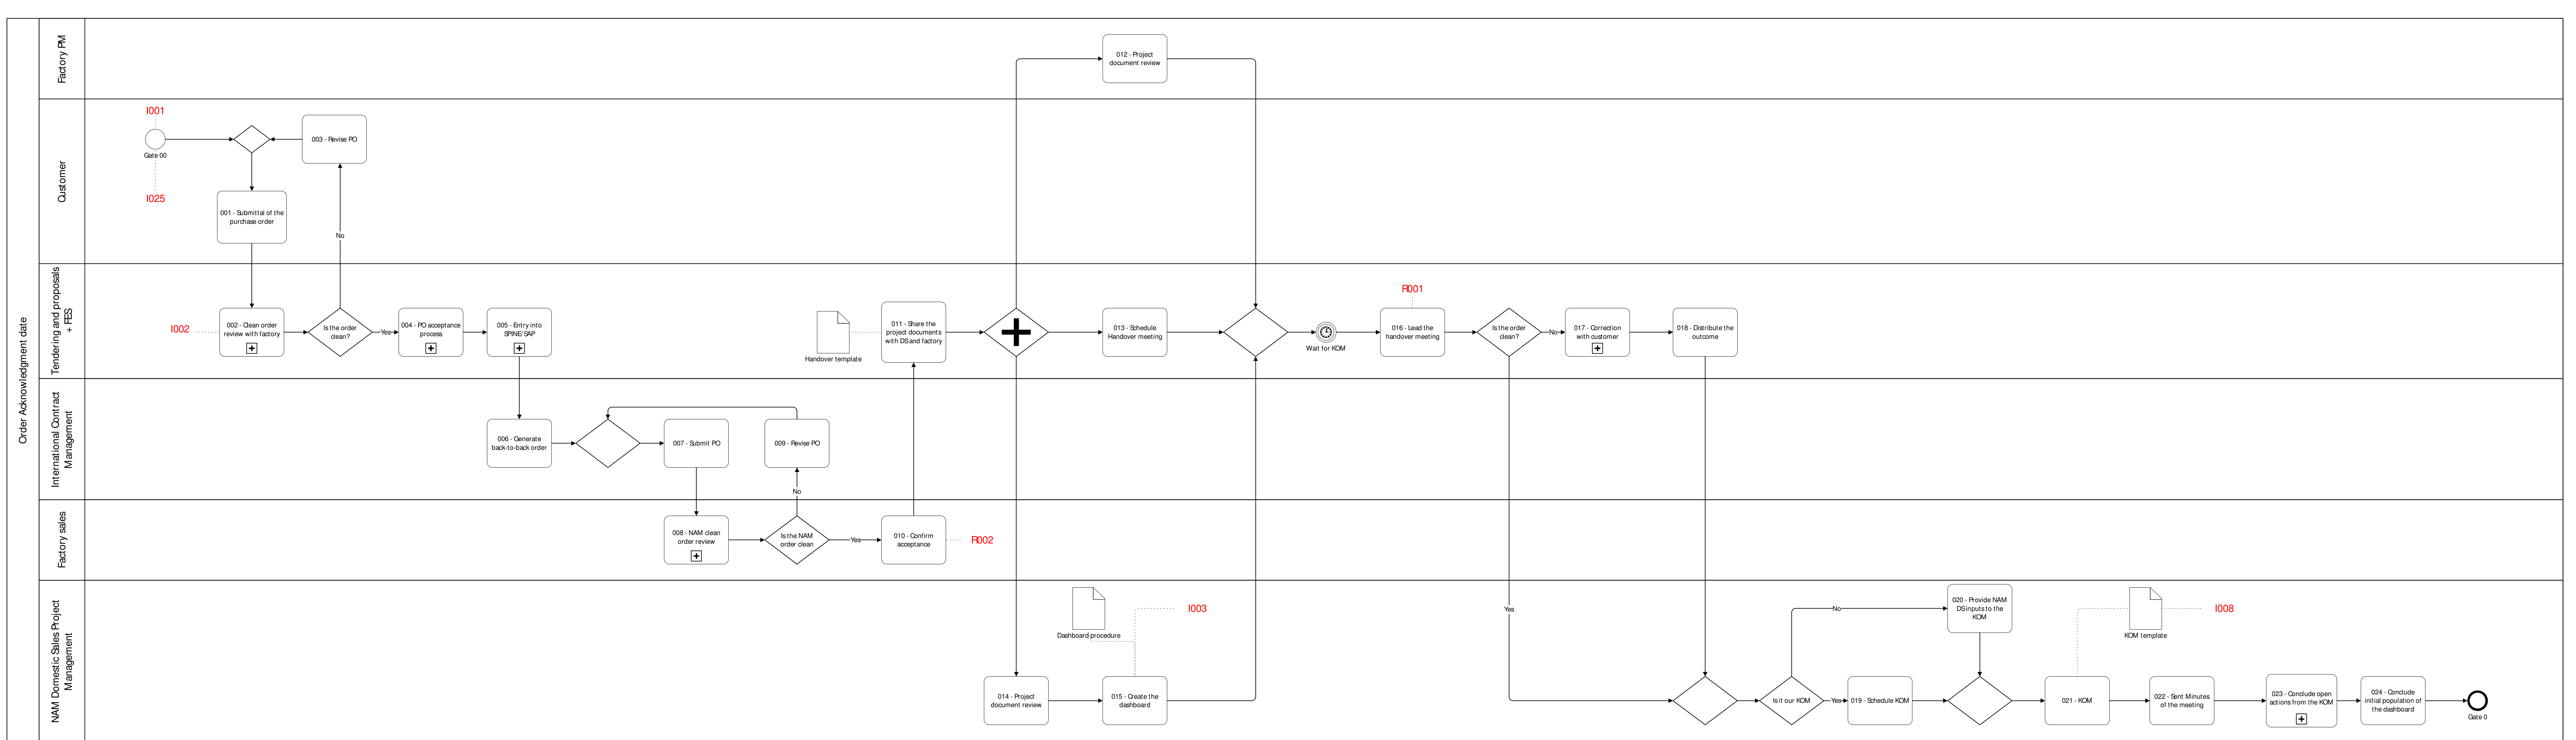 Order Acknowledgment date
Factory PM
012 - Project
document review
Customer
I001
Gate 00
I025
003 - Revise PO
001 - Submittal of the
purchase order
No
Tendering and proposals
+ FES
I002
002 - Clean order
review with factory
Is the order
clean?
Yes
004 - PO acceptance
process
005 - Entry into
SPINE/SAP
Handover template
011 - Share the
project documents
with DS and factory
013 - Schedule
Handover meeting
Wait for KOM
R001
016 - Lead the
handover meeting
Is the order
clean?
No
017 - Correction
with customer
018 - Distribute the
outcome
International Contract
Management
006 - Generate
back-to-back order
007 - Submit PO
009 - Revise PO
No
Factory sales
008 - NAM clean
order review
Is the NAM
order clean
Yes
010 - Confirm
acceptance
R002
NAM Domestic Sales Project
Management
Dashboard procedure
I003
014 - Project
document review
015 - Create the
dashboard
Yes
Is it our KOM
No
Yes
019 - Schedule KOM
020 - Provide NAM
DS inputs to the
KOM
KOM template
I008
021 - KOM
022 - Sent Minutes
of the meeting
023 - Conclude open
actions from the KOM
024 - Conclude
initial population of
the dashboard
Gate 0